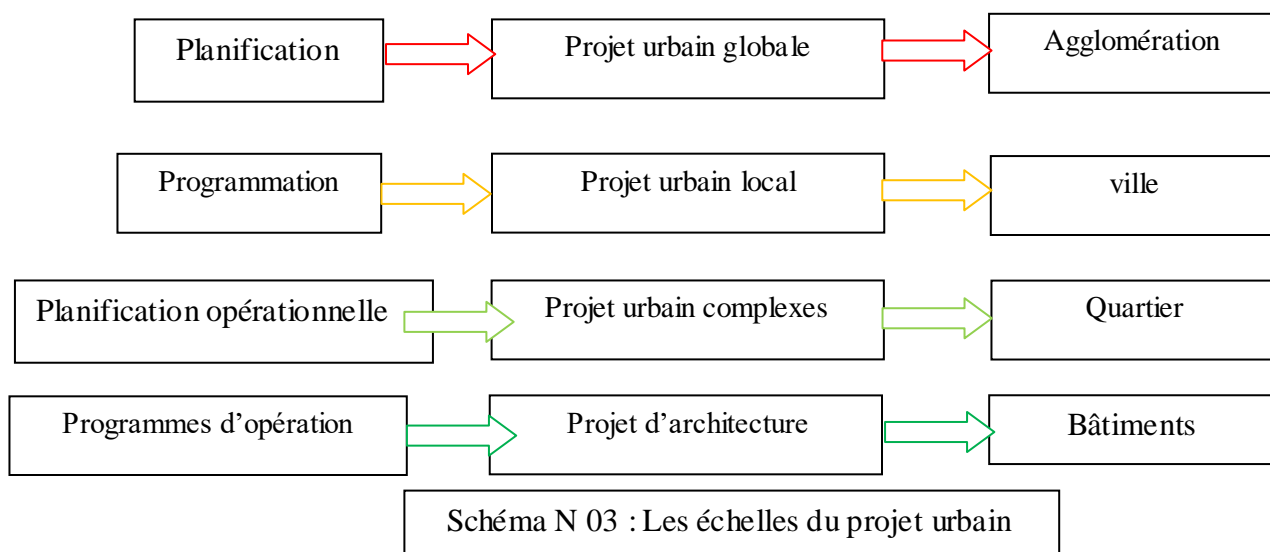 Planification
Projet urbain globale
Agglomération
Programmation
Projet urbain local
ville
Planification opérationnelle
Projet urbain complexes
Quartier
Programmes d’opération
Projet d’architecture
Bâtiments
Schéma N 03 : Les échelles du projet urbain